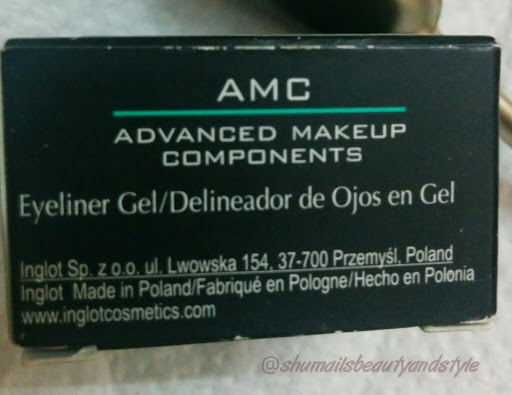 AMC
ADVANCED MAKEUP
COMPONENTS
Eyeliner Gel/Delineador de Ojos en Gel
Inglot Sp. z o.o. ul. Lwowska 154, 37-700 Przemyśl, Poland
Inglot Made in Poland/Fabriqué en Pologne/Hecho en Polonia
www.inglotcosmetics.com
@shumailsbeautyandstyle